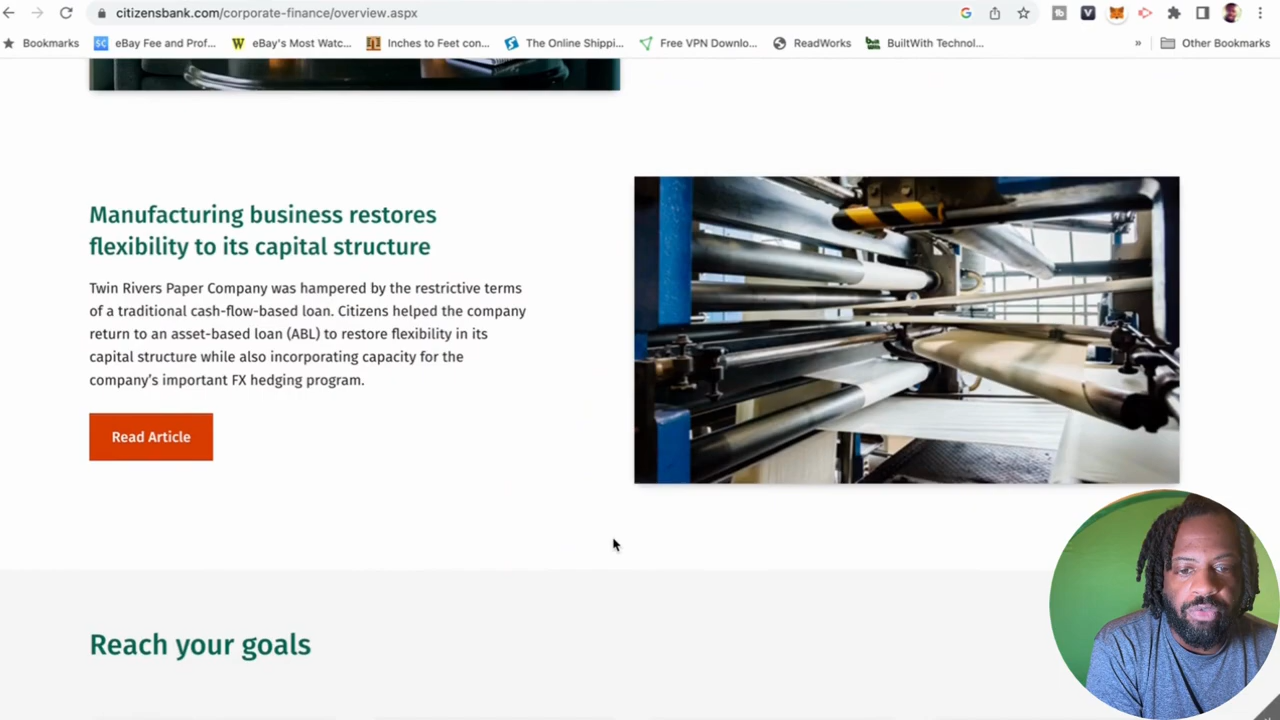 citizensbank.com/corporate-finance/overview.aspx
Bookmarks
eBay Fee and Prof...
eBay's Most Watc...
Inches to Feet con...
The Online Shippi...
Free VPN Downlo...
ReadWorks
BuiltWith Technol...
»
Other Bookmarks
Manufacturing business restores
flexibility to its capital structure
Twin Rivers Paper Company was hampered by the restrictive terms
of a traditional cash-flow-based loan. Citizens helped the company
return to an asset-based loan (ABL) to restore flexibility in its
capital structure while also incorporating capacity for the
company’s important FX hedging program.
Read Article
Reach your goals